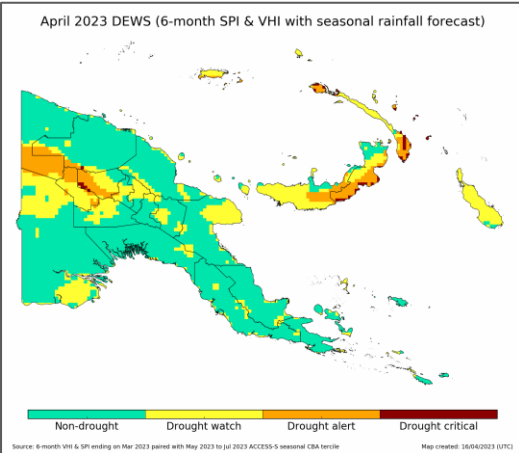 April 2023 DEWS (6-month SPI & VHI with seasonal rainfall forecast)
Non-drought
Drought watch
Drought alert
Drought critical
Source: 6-month VHI & SPI ending on Mar 2023 paired with May 2023 to Jul 2023 ACCESS-S seasonal CBA tercile
Map created: 16/04/2023 (UTC)